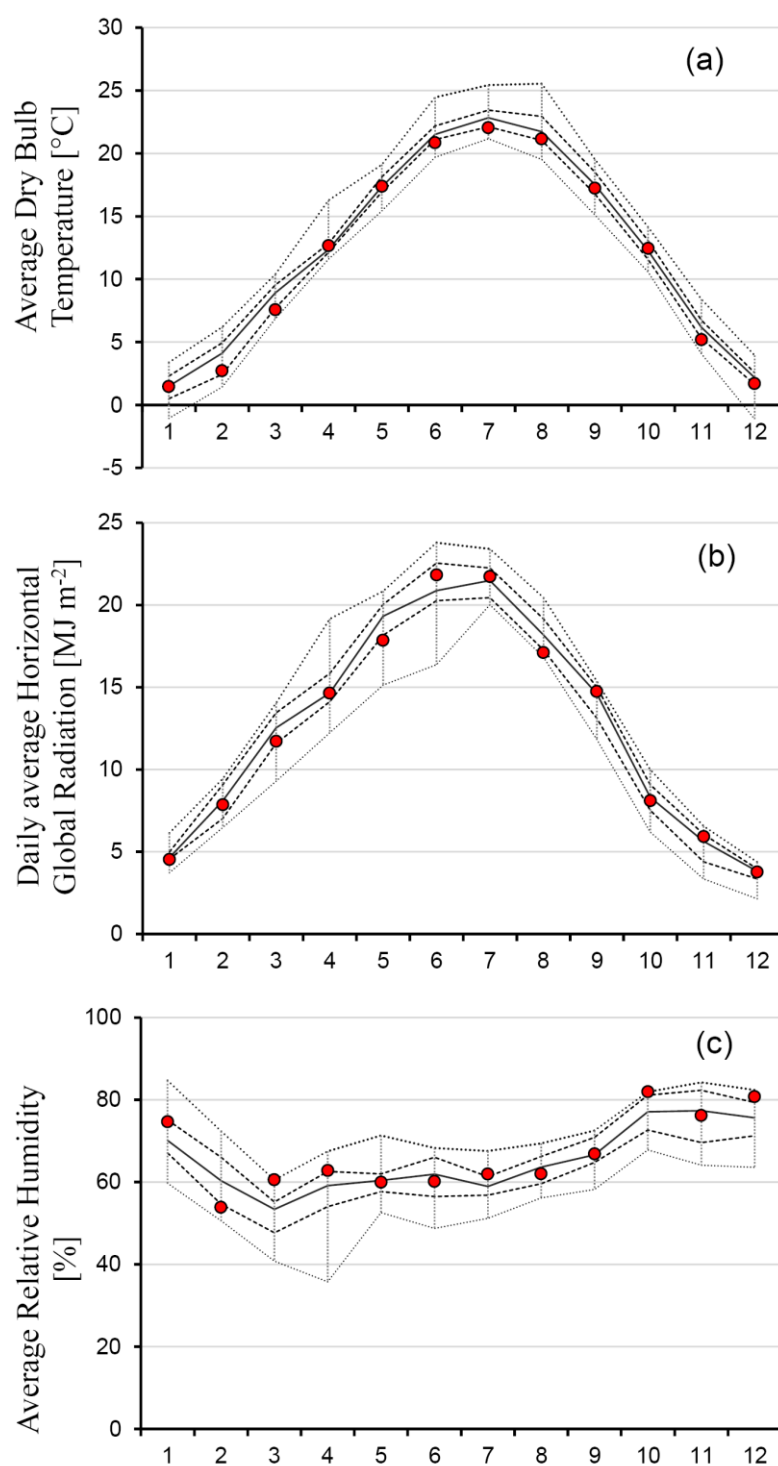 Average Dry Bulb
Temperature [°C]
(a)
30
25
20
15
10
5
0
-5
1 2 3 4 5 6 7 8 9 10 11 12
Daily average Horizontal
Global Radiation [MJ m⁻²]
(b)
25
20
15
10
5
0
1 2 3 4 5 6 7 8 9 10 11 12
Average Relative Humidity
[%]
(c)
100
80
60
40
20
0
1 2 3 4 5 6 7 8 9 10 11 12